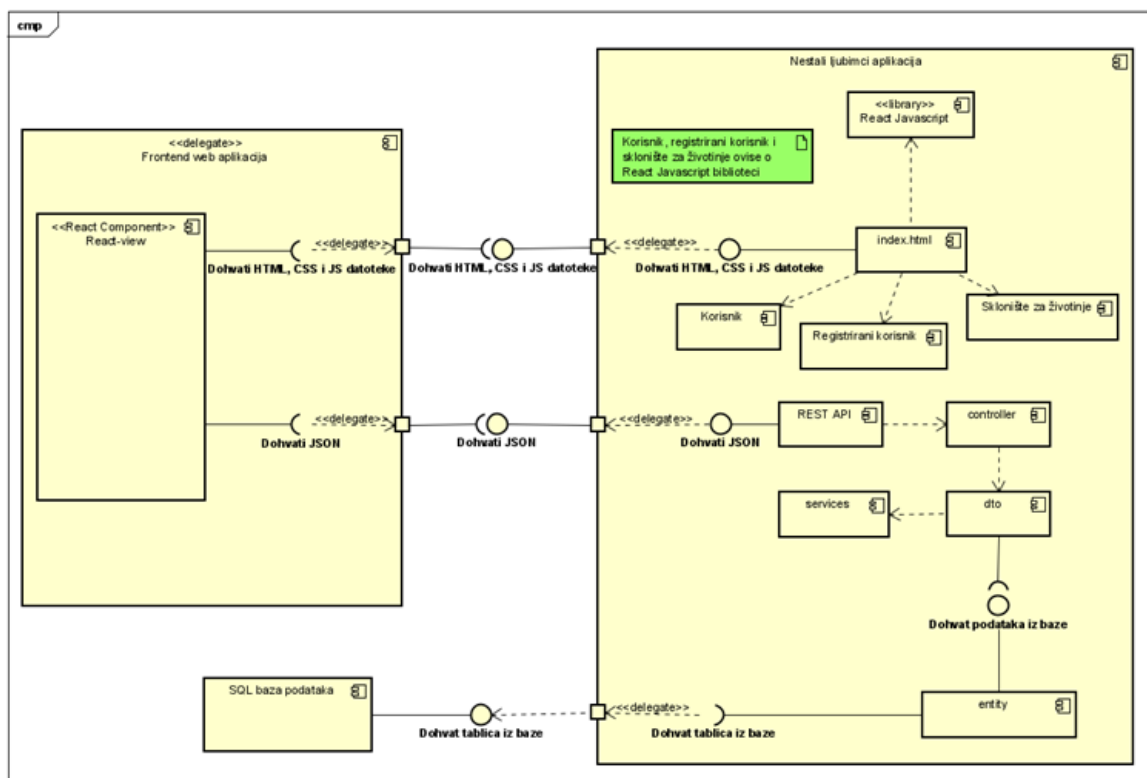 cmp
Nestali ljubimci aplikacija
<<library>>
React Javascript
<<delegate>>
Frontend web aplikacija
Korisnik, registrirani korisnik i
sklonište za životinje ovise o
React Javascript biblioteci
<<React Component>>
React-view
<<delegate>>
<<delegate>>
index.html
Dohvati HTML, CSS i JS datoteke
Dohvati HTML, CSS i JS datoteke
Dohvati HTML, CSS i JS datoteke
Korisnik
Registrirani korisnik
Sklonište za životinje
<<delegate>>
<<delegate>>
REST API
controller
Dohvati JSON
Dohvati JSON
Dohvati JSON
services
dto
Dohvat podataka iz baze
SQL baza podataka
<<delegate>>
entity
Dohvat tablica iz baze
Dohvat tablica iz baze